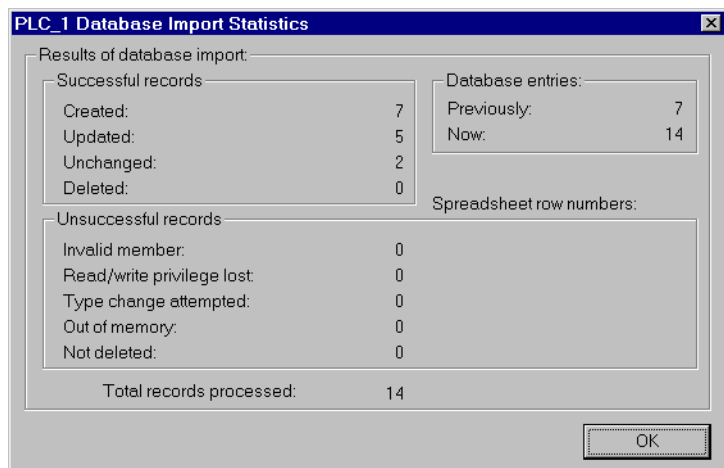 PLC_1 Database Import Statistics
Results of database import:
Successful records
Created: 7
Updated: 5
Unchanged: 2
Deleted: 0
Database entries:
Previously: 7
Now: 14
Spreadsheet row numbers:
Unsuccessful records
Invalid member: 0
Read/write privilege lost: 0
Type change attempted: 0
Out of memory: 0
Not deleted: 0
Total records processed: 14
OK